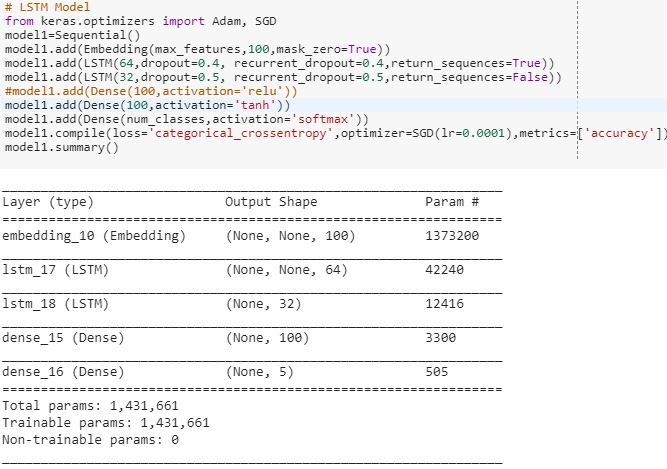 # LSTM Model
from keras.optimizers import Adam, SGD
model1=Sequential()
model1.add(Embedding(max_features,100,mask_zero=True))
model1.add(LSTM(64,dropout=0.4, recurrent_dropout=0.4,return_sequences=True))
model1.add(LSTM(32,dropout=0.5, recurrent_dropout=0.5,return_sequences=False))
#model1.add(Dense(100,activation='relu'))
model1.add(Dense(100,activation='tanh'))
model1.add(Dense(num_classes,activation='softmax'))
model1.compile(loss='categorical_crossentropy',optimizer=SGD(lr=0.0001),metrics=['accuracy'])
model1.summary()
Layer (type) Output Shape Param #
embedding_10 (Embedding) (None, None, 100) 1373200
lstm_17 (LSTM) (None, None, 64) 42240
lstm_18 (LSTM) (None, 32) 12416
dense_15 (Dense) (None, 100) 3300
dense_16 (Dense) (None, 5) 505
Total params: 1,431,661
Trainable params: 1,431,661
Non-trainable params: 0